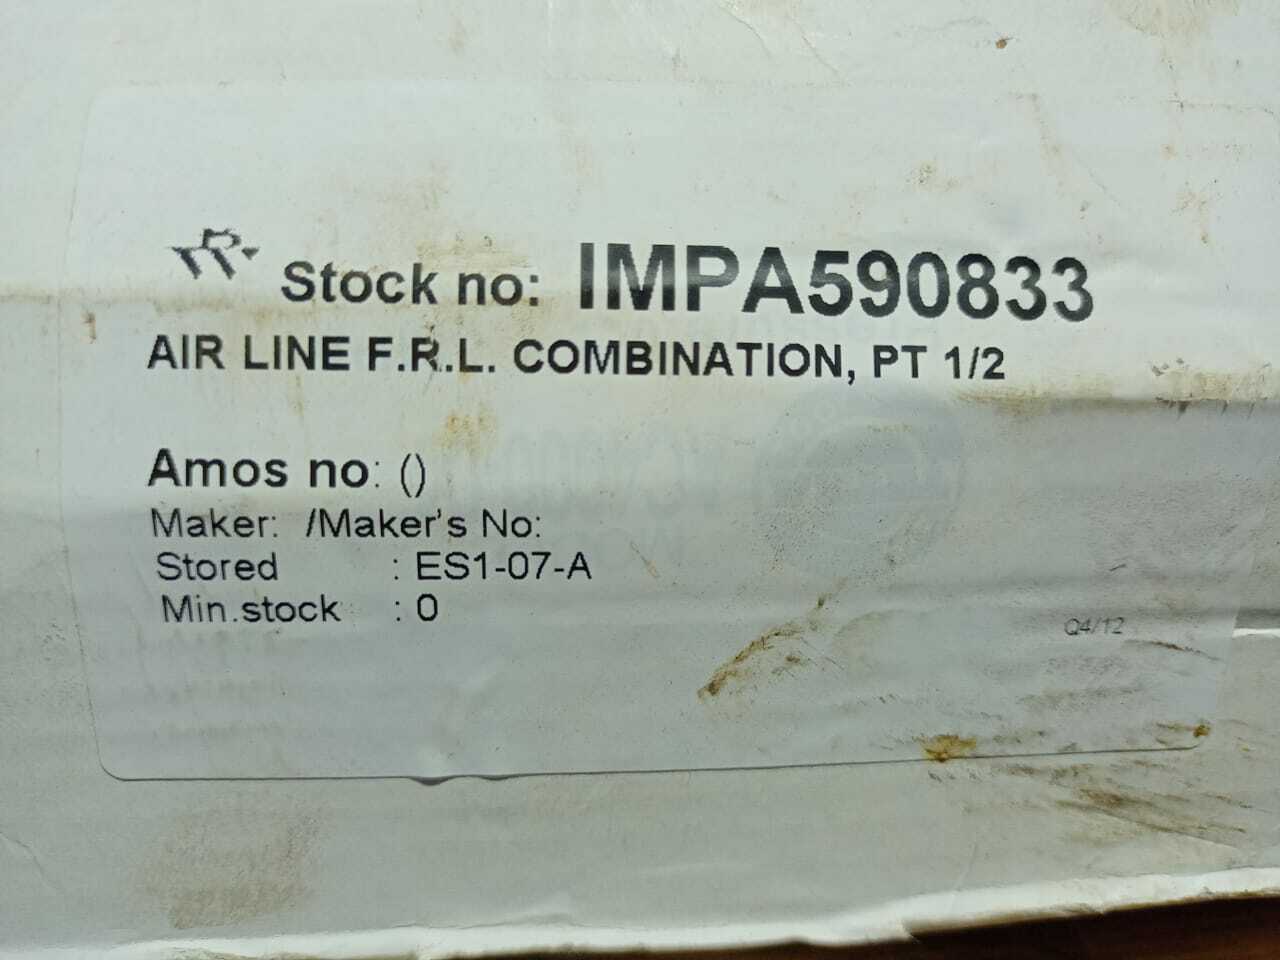 Stock no: IMPA590833
AIR LINE F.R.L. COMBINATION, PT 1/2
Amos no: ()
Maker: /Maker's No:
Stored : ES1-07-A
Min.stock : 0
Q4/12